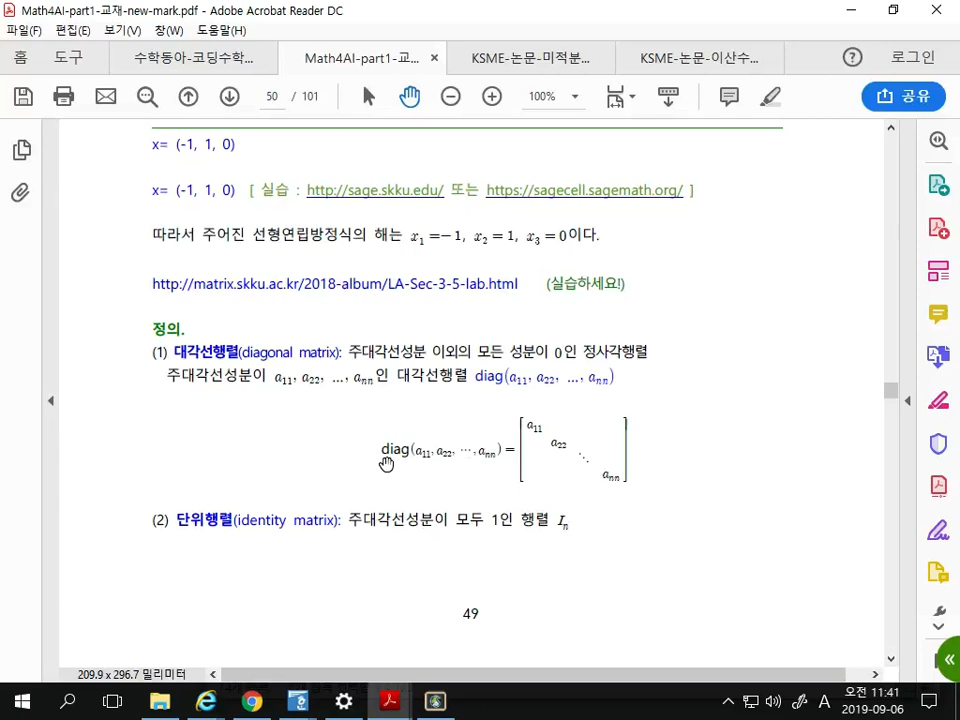 Math4AI-part1-교재-new-mark.pdf - Adobe Acrobat Reader DC
파일(F) 편집(E) 보기(V) 창(W) 도움말(H)
홈 도구 수학동아-코딩수학... Math4AI-part1-교... × KSME-논문-미적분... KSME-논문-이산수... 로그인
50 / 101 100% 공유
x= (-1, 1, 0)
x= (-1, 1, 0) [ 실습 : http://sage.skku.edu/ 또는 https://sagecell.sagemath.org/ ]
따라서 주어진 선형연립방정식의 해는 x₁=-1, x₂=1, x₃=0이다.
http://matrix.skku.ac.kr/2018-album/LA-Sec-3-5-lab.html (실습하세요!)
정의.
(1) 대각선행렬(diagonal matrix): 주대각선성분 이외의 모든 성분이 0인 정사각행렬
주대각선성분이 a₁₁, a₂₂, ..., aₙₙ인 대각선행렬 diag(a₁₁, a₂₂, ..., aₙₙ)
diag(a₁₁, a₂₂, ⋯, aₙₙ) = [a₁₁ a₂₂ ⋱ aₙₙ]
(2) 단위행렬(identity matrix): 주대각선성분이 모두 1인 행렬 Iₙ
49
209.9 x 296.7 밀리미터
A 오전 11:41
2019-09-06